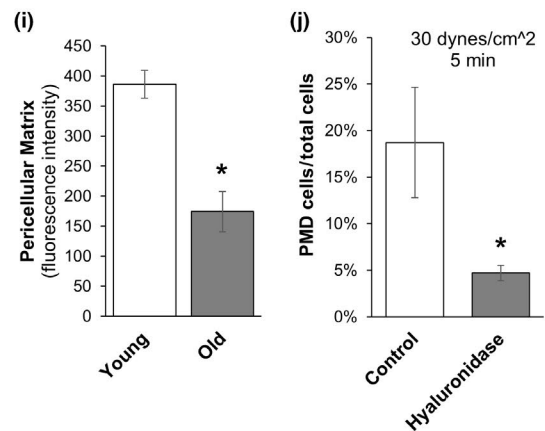 (i)
450
400
350
300
250
200
150
100
50
0
Pericellular Matrix
(fluorescence intensity)
*
Young
Old
(j)
30 dynes/cm^2
5 min
30%
25%
20%
15%
10%
5%
0%
PMD cells/total cells
*
Control
Hyaluronidase